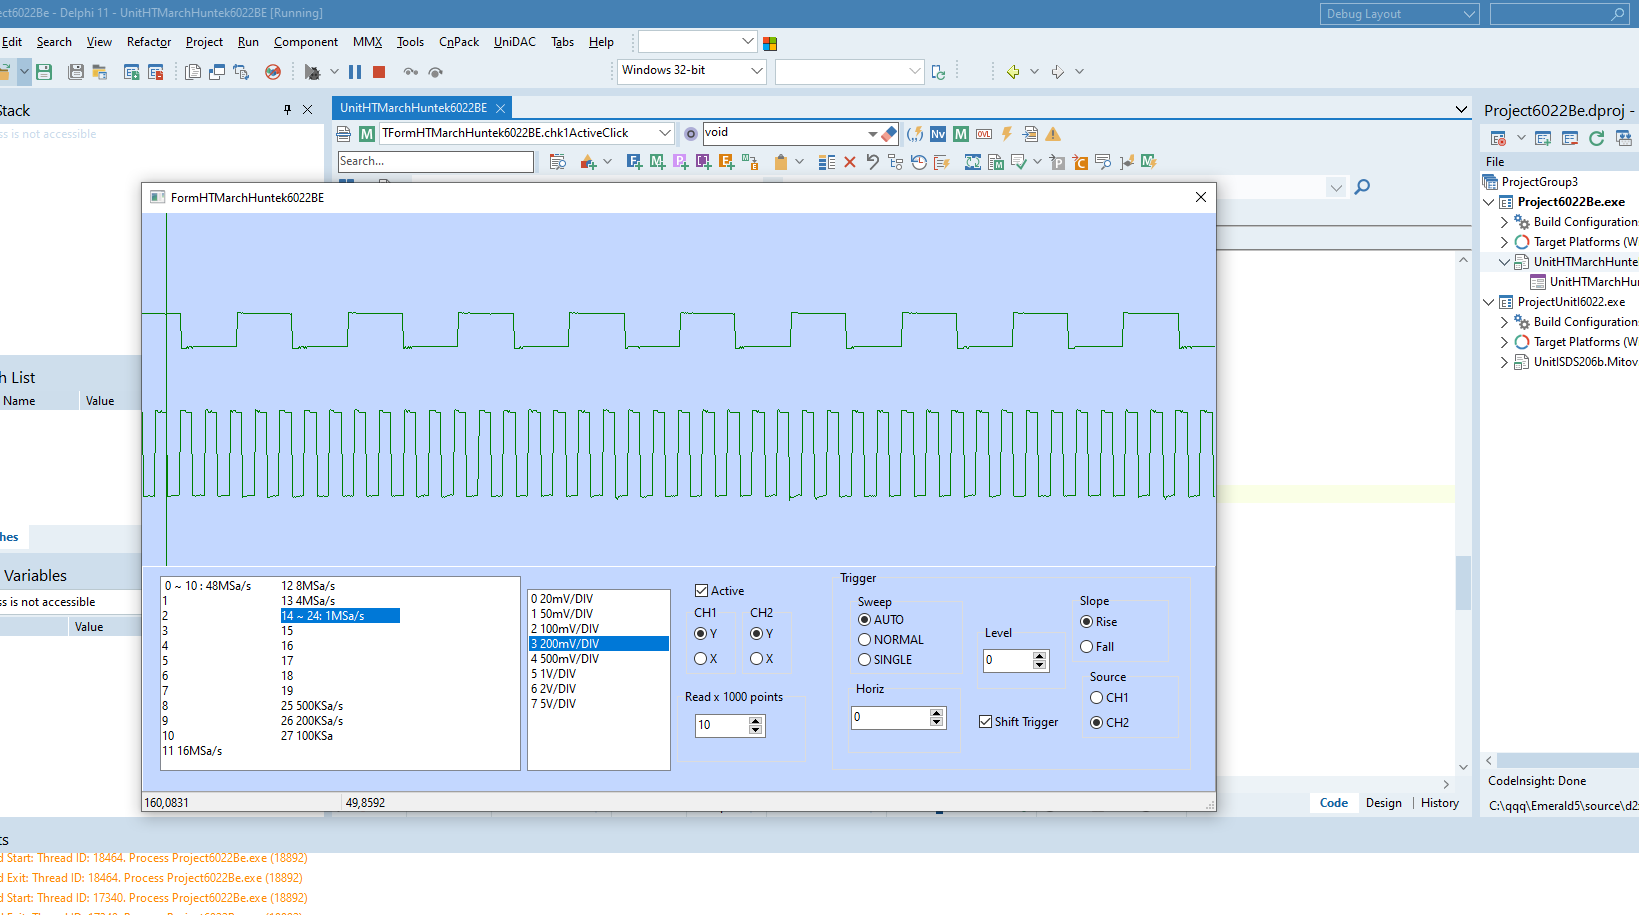 ct6022Be - Delphi 11 - UnitHTMarchHuntek6022BE [Running]
Debug Layout
Edit Search View Refactor Project Run Component MMX Tools CnPack UniDAC Tabs Help
Windows 32-bit
Stack
ss is not accessible
UnitHTMarchHuntek6022BE
Project6022Be.dproj -
TFormHTMarchHuntek6022BE.chk1ActiveClick
void
Search...
File
ProjectGroup3
Project6022Be.exe
Build Configuration
Target Platforms (W
UnitHTMarchHunte
UnitHTMarchHu
ProjectUnitI6022.exe
Build Configuration
Target Platforms (W
UnitISDS206b.Mitov
FormHTMarchHuntek6022BE
h List
Name Value
hes
Variables
ss is not accessible
Value
0 ~ 10 : 48MSa/s
1
2
3
4
5
6
7
8
9
10
11 16MSa/s
12 8MSa/s
13 4MSa/s
14 ~ 24: 1MSa/s
15
16
17
18
19
25 500KSa/s
26 200KSa/s
27 100KSa
0 20mV/DIV
1 50mV/DIV
2 100mV/DIV
3 200mV/DIV
4 500mV/DIV
5 1V/DIV
6 2V/DIV
7 5V/DIV
Active
CH1 CH2
Y Y
X X
Read x 1000 points
10
Trigger
Sweep
AUTO
NORMAL
SINGLE
Horiz
0
Level
0
Shift Trigger
Slope
Rise
Fall
Source
CH1
CH2
160,0831 49,8592
Code Design History
CodeInsight: Done
C:\qqq\Emerald5\source\d2
ts
d Start: Thread ID: 18464. Process Project6022Be.exe (18892)
d Exit: Thread ID: 18464. Process Project6022Be.exe (18892)
d Start: Thread ID: 17340. Process Project6022Be.exe (18892)
d Exit: Thread ID: 17340. Process Project6022Be.exe (18892)